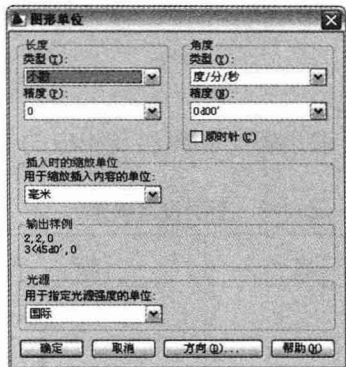 图形单位
长度
类型(T):
小数
精度(P):
0
角度
类型(Y):
度/分/秒
精度(N):
0d00'
顺时针(C)
插入时的缩放单位
用于缩放插入内容的单位:
毫米
输出样例
2,2,0
3<45d0',0
光源
用于指定光源强度的单位:
国际
确定
取消
方向(D)...
帮助(H)